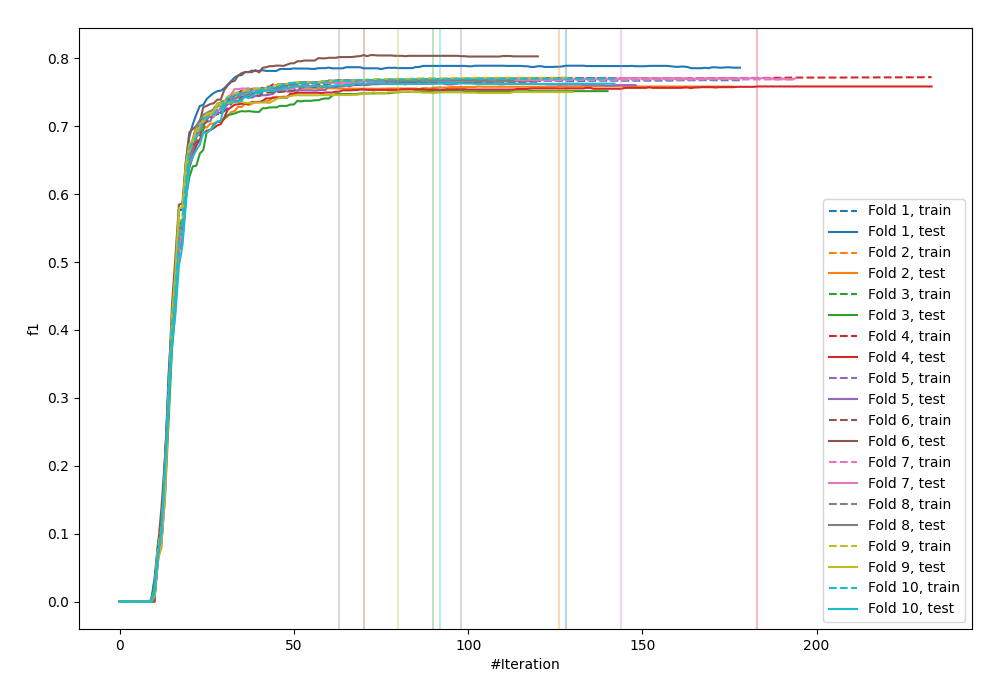 0.8
0.7
0.6
0.5
0.4
0.3
0.2
0.1
0.0
f1
0
50
100
150
200
#Iteration
Fold 1, train
Fold 1, test
Fold 2, train
Fold 2, test
Fold 3, train
Fold 3, test
Fold 4, train
Fold 4, test
Fold 5, train
Fold 5, test
Fold 6, train
Fold 6, test
Fold 7, train
Fold 7, test
Fold 8, train
Fold 8, test
Fold 9, train
Fold 9, test
Fold 10, train
Fold 10, test